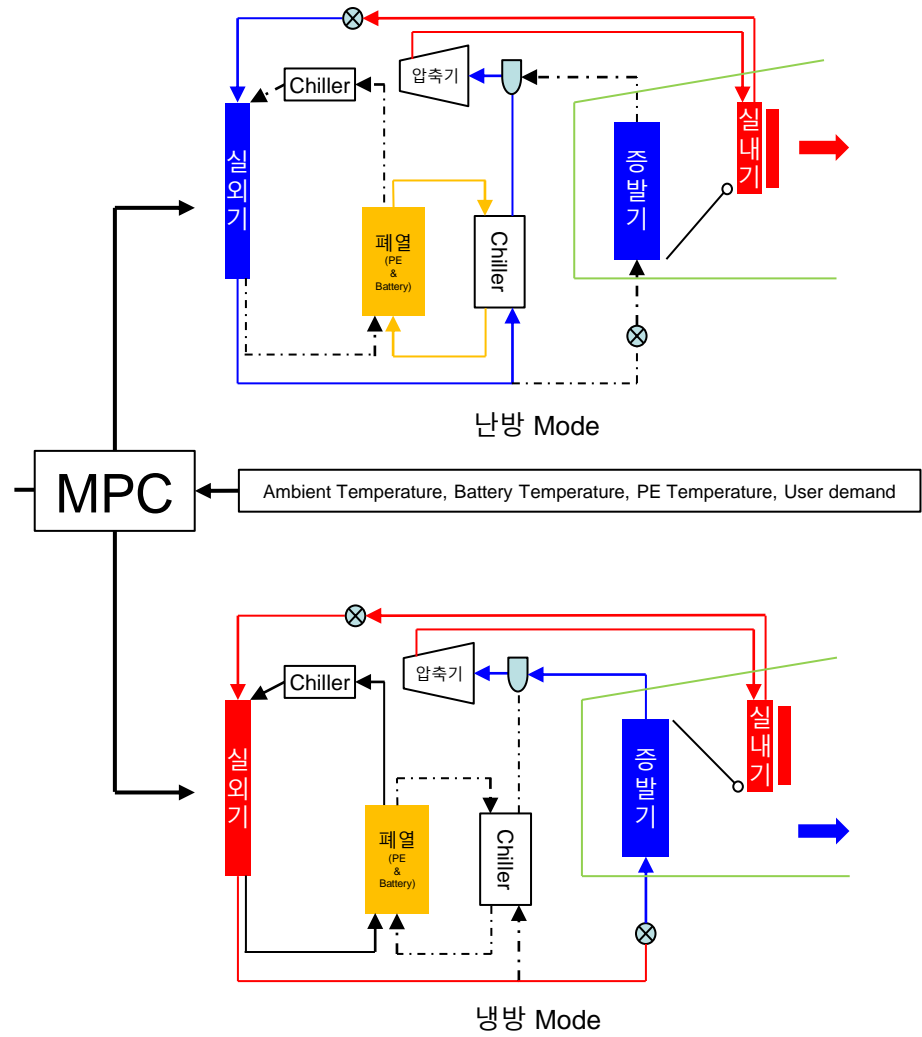 Chiller
압축기
실외기
폐열
(PE
&
Battery)
Chiller
증발기
실내기
난방 Mode
MPC
Ambient Temperature, Battery Temperature, PE Temperature, User demand
Chiller
압축기
실외기
폐열
(PE
&
Battery)
Chiller
증발기
실내기
냉방 Mode